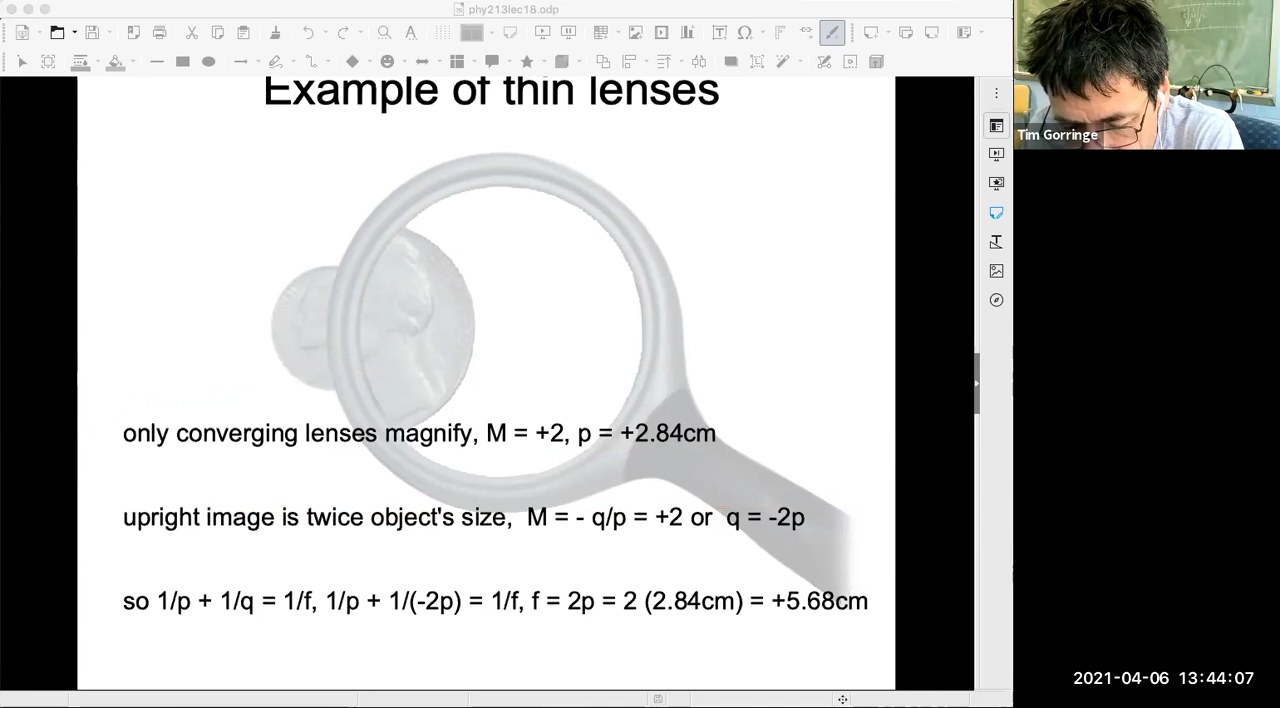 phy213lec18.odp
Example of thin lenses
only converging lenses magnify, M = +2, p = +2.84cm
upright image is twice object's size, M = - q/p = +2 or q = -2p
so 1/p + 1/q = 1/f, 1/p + 1/(-2p) = 1/f, f = 2p = 2 (2.84cm) = +5.68cm
Tim Gorringe
2021-04-06 13:44:07